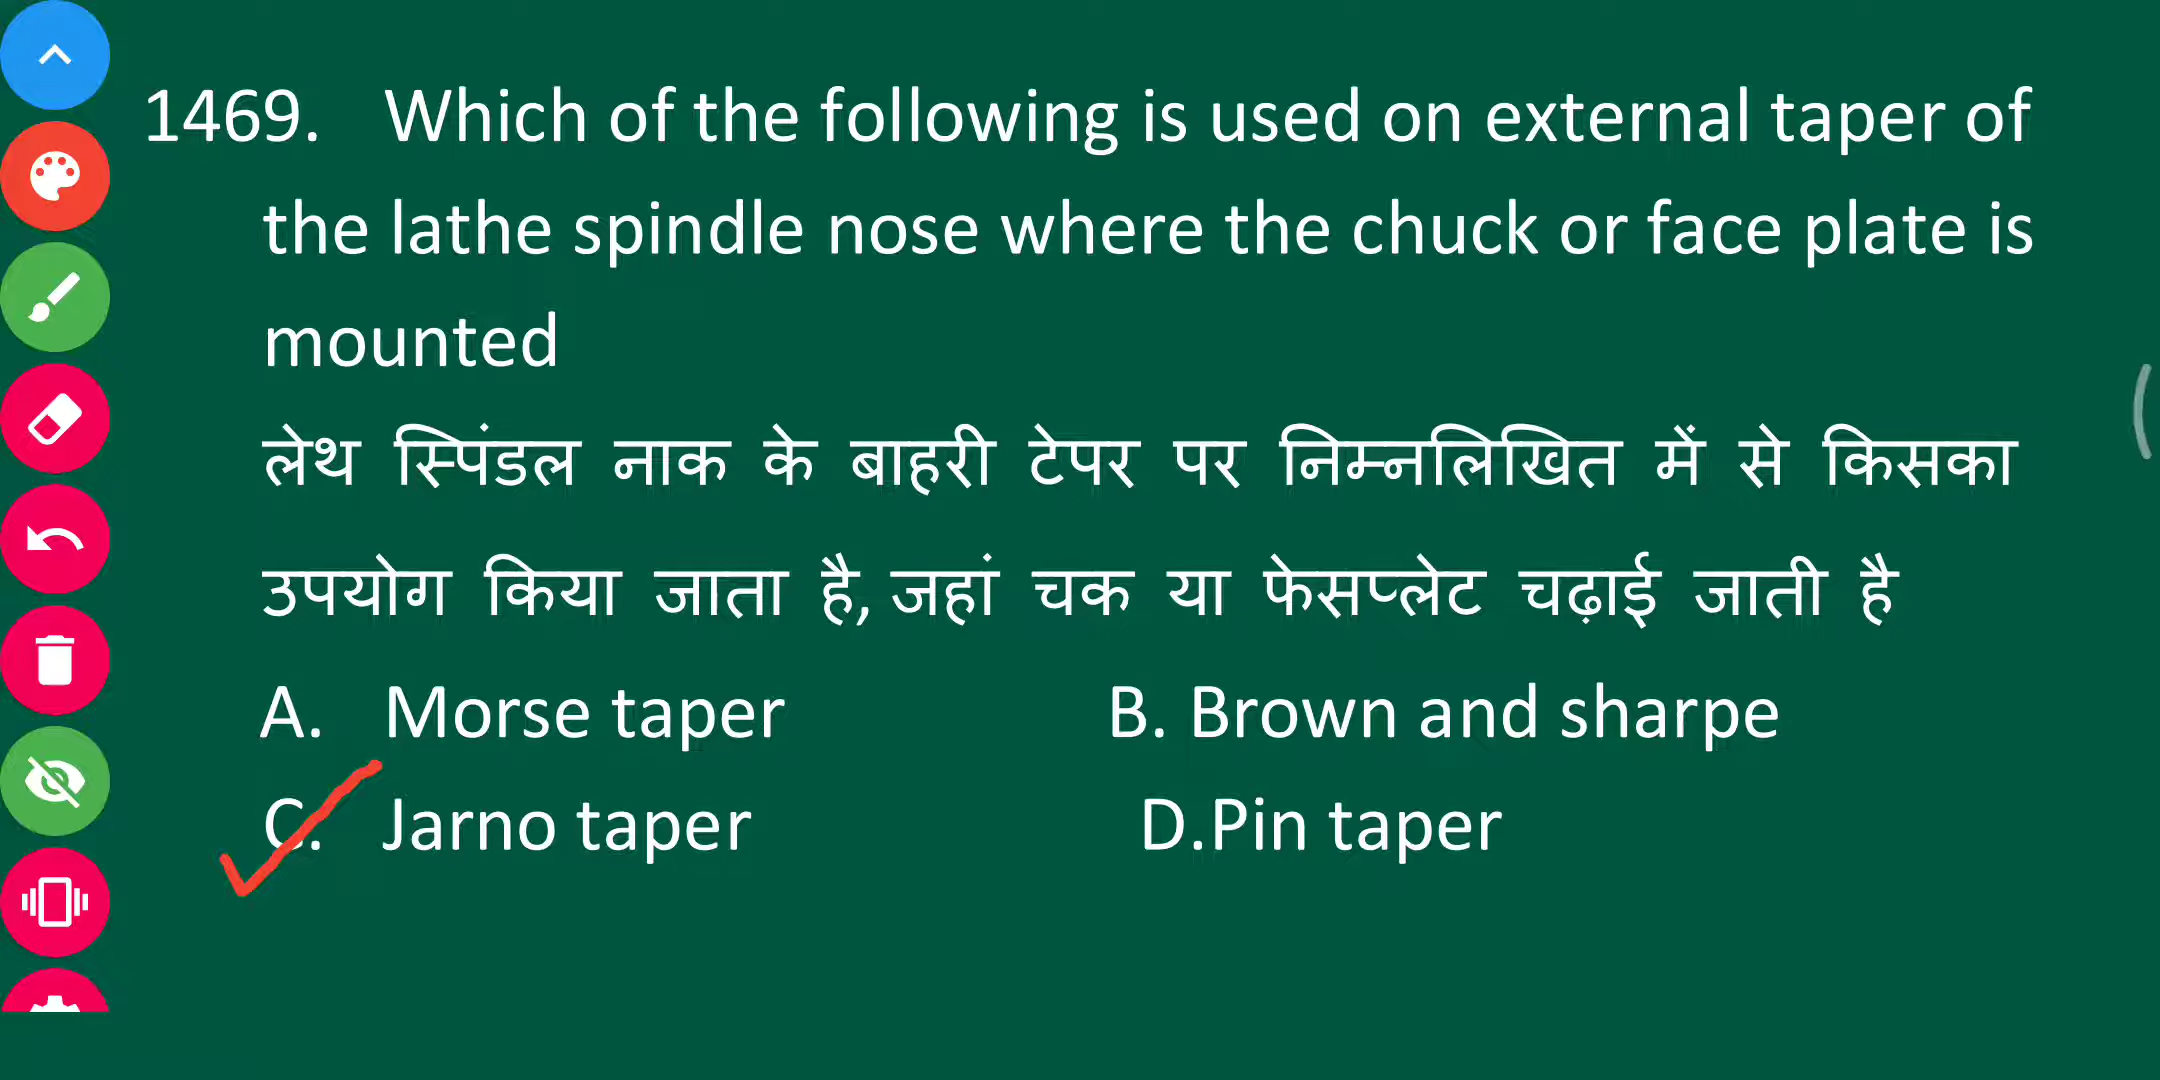 1469. Which of the following is used on external taper of
the lathe spindle nose where the chuck or face plate is
mounted
लेथ स्पिंडल नाक के बाहरी टेपर पर निम्नलिखित में से किसका
उपयोग किया जाता है, जहां चक या फेसप्लेट चढ़ाई जाती है
A. Morse taper B. Brown and sharpe
C. Jarno taper D.Pin taper